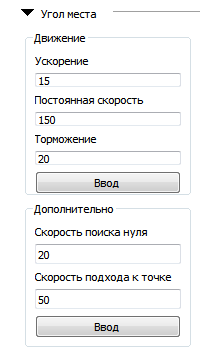 Угол места
Движение
Ускорение
15
Постоянная скорость
150
Торможение
20
Ввод
Дополнительно
Скорость поиска нуля
20
Скорость подхода к точке
50
Ввод